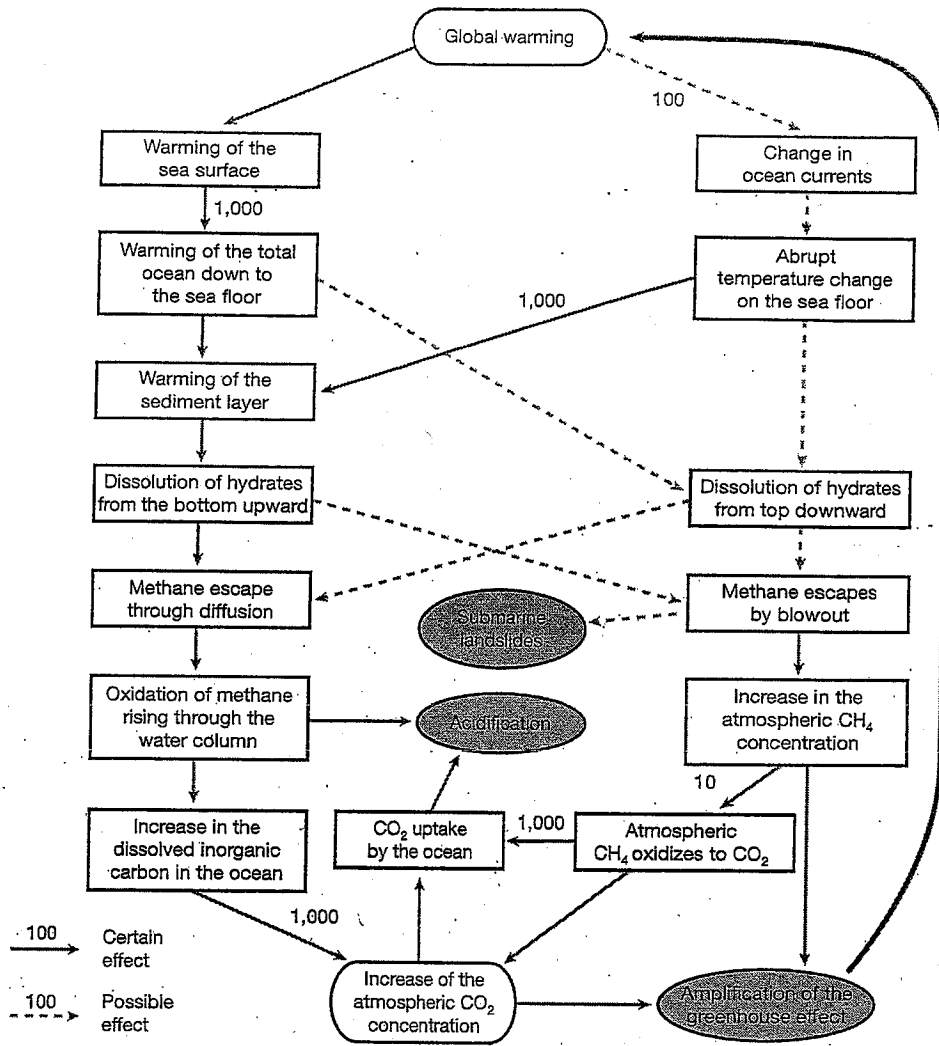 Global warming
100
Warming of the
sea surface
Change in
ocean currents
1,000
Warming of the total
ocean down to
the sea floor
Abrupt
temperature change
on the sea floor
1,000
Warming of the
sediment layer
Dissolution of hydrates
from the bottom upward
Dissolution of hydrates
from top downward
Methane escape
through diffusion
Submarine
landslides
Methane escapes
by blowout
Oxidation of methane
rising through the
water column
Acidification
Increase in the
atmospheric CH₄
concentration
10
Increase in the
dissolved inorganic
carbon in the ocean
CO₂ uptake
by the ocean
1,000
Atmospheric
CH₄ oxidizes to CO₂
1,000
100
Certain
effect
100
Possible
effect
Increase of the
atmospheric CO₂
concentration
Amplification of the
greenhouse effect